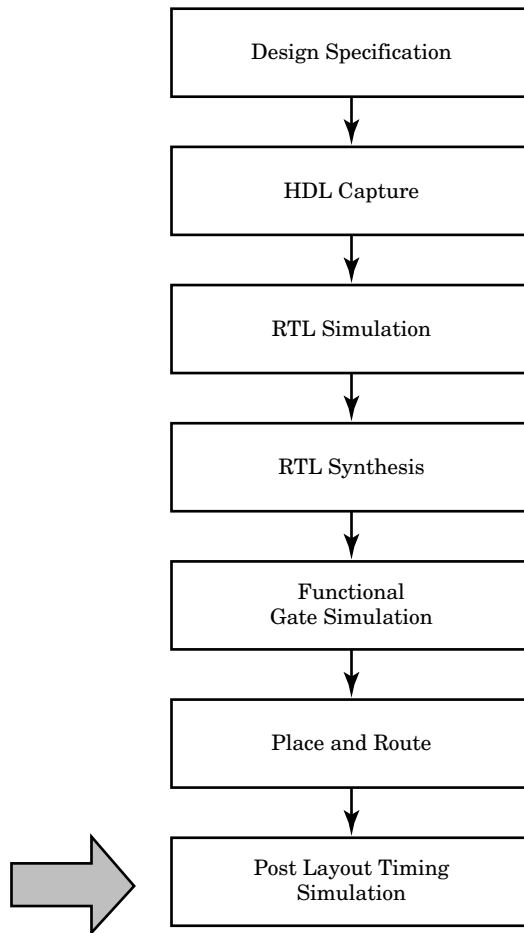 Design Specification
HDL Capture
RTL Simulation
RTL Synthesis
Functional
Gate Simulation
Place and Route
Post Layout Timing
Simulation